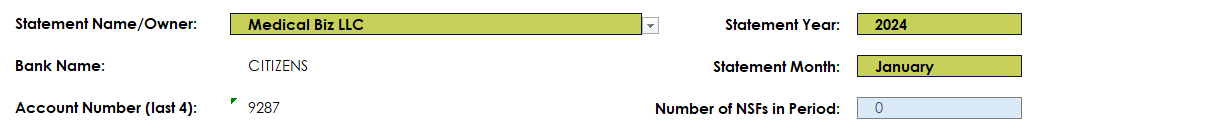 Statement Name/Owner: Medical Biz LLC Statement Year: 2024
Bank Name: CITIZENS Statement Month: January
Account Number (last 4): 9287 Number of NSFs in Period: 0